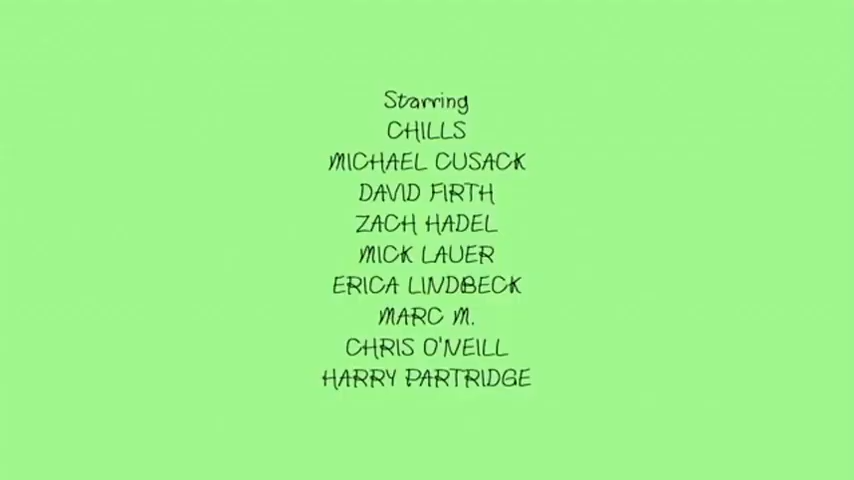 Starring
CHILLS
MICHAEL CUSACK
DAVID FIRTH
ZACH HADEL
MICK LAUER
ERICA LINDBECK
MARC M.
CHRIS O'NEILL
HARRY PARTRIDGE